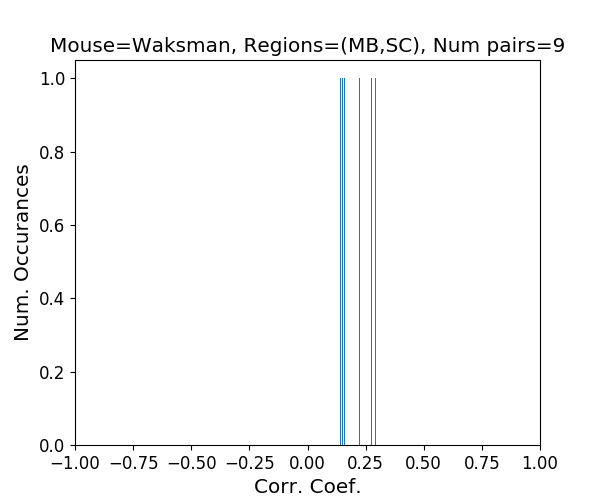 Mouse=Waksman, Regions=(MB,SC), Num pairs=9
1.0
0.8
0.6
0.4
0.2
0.0
Num. Occurances
−1.00 −0.75 −0.50 −0.25 0.00 0.25 0.50 0.75 1.00
Corr. Coef.